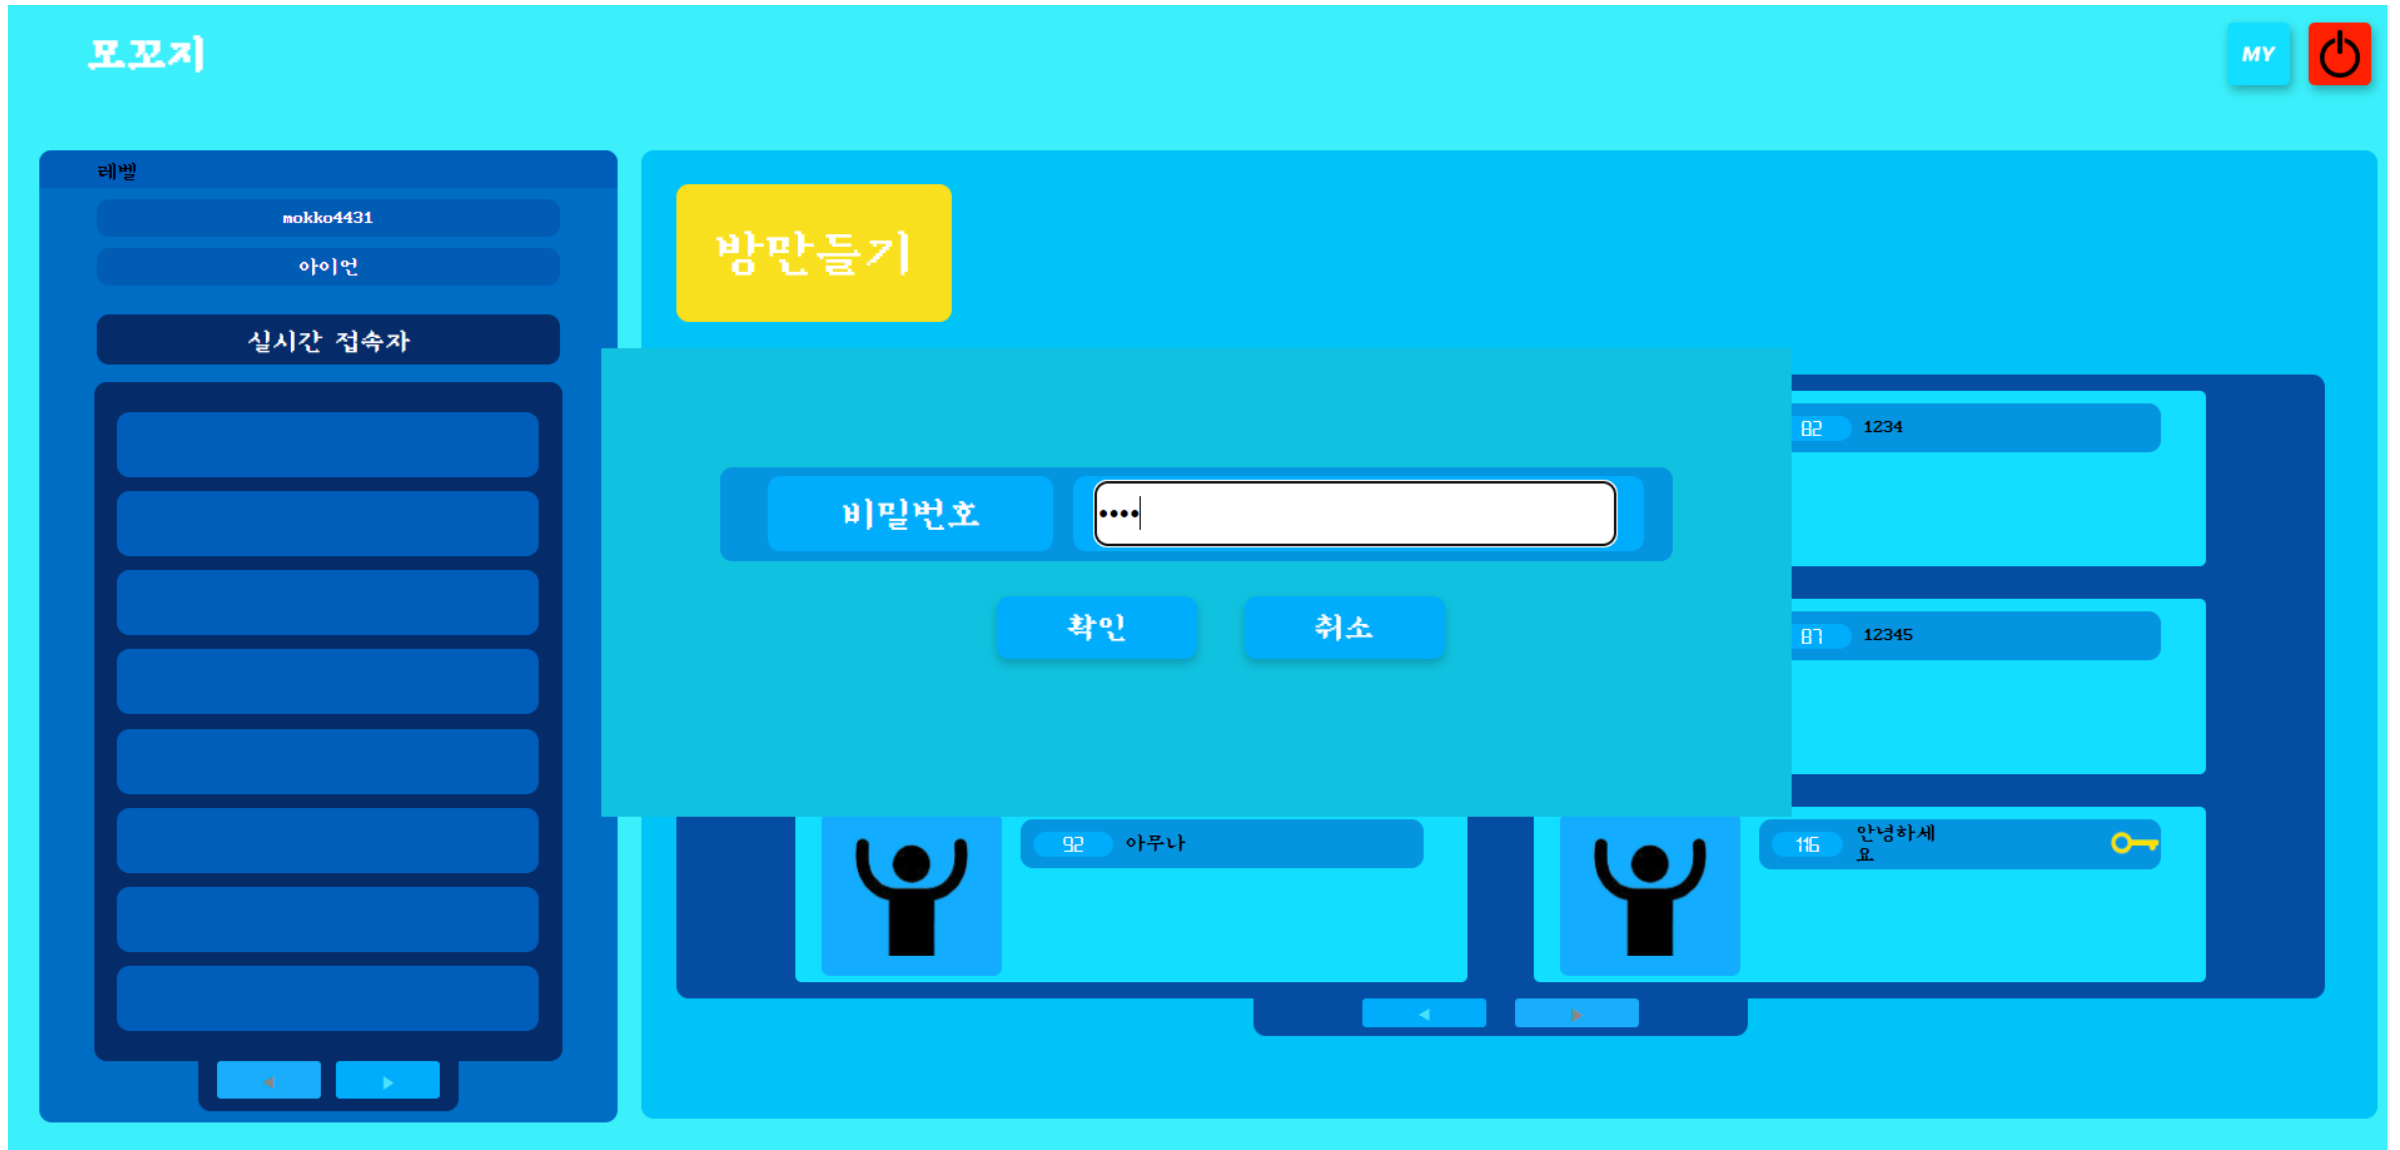 포꼬지
MY
레벨
mokko4431
아이언
실시간 접속자
방만들기
82 1234
비밀번호 ••••
확인 취소
87 12345
92 아무나
116 안녕하세
요